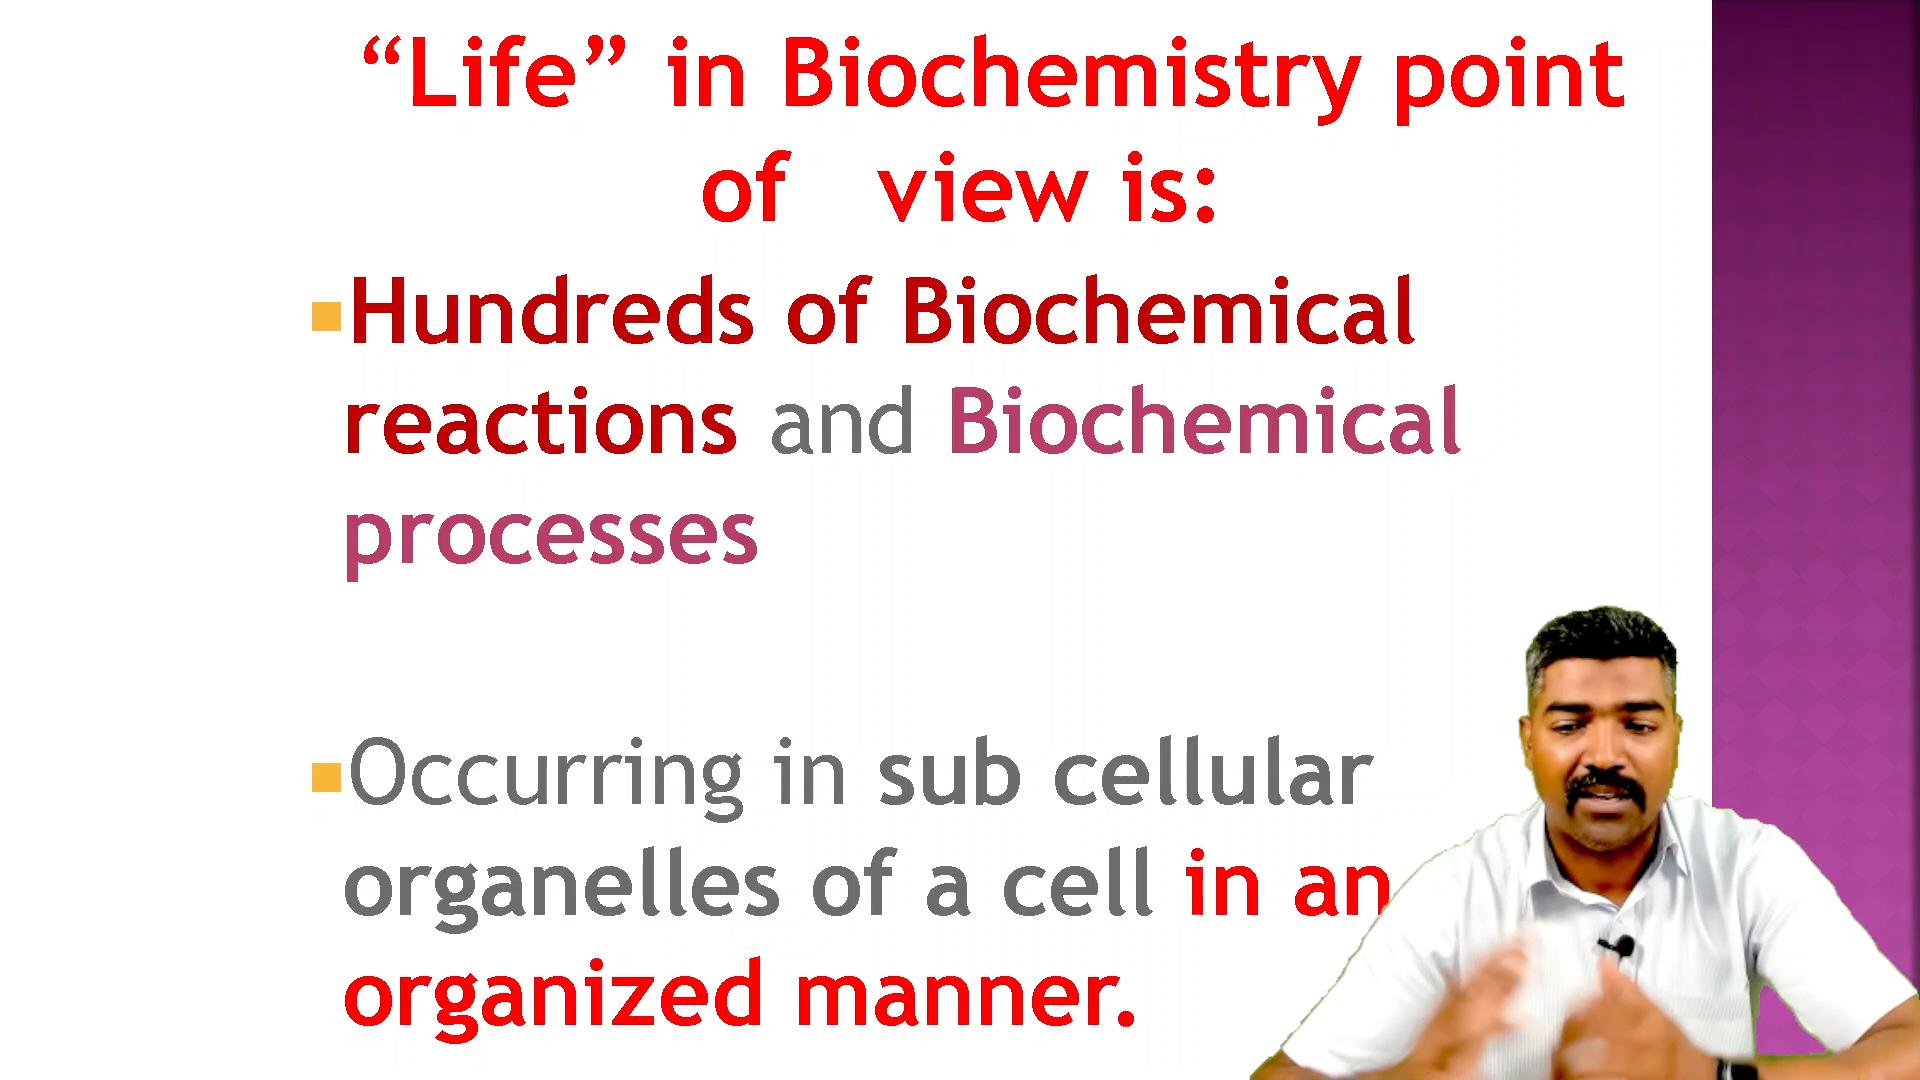 “Life” in Biochemistry point
of view is:
Hundreds of Biochemical
reactions and Biochemical
processes
Occurring in sub cellular
organelles of a cell in an
organized manner.